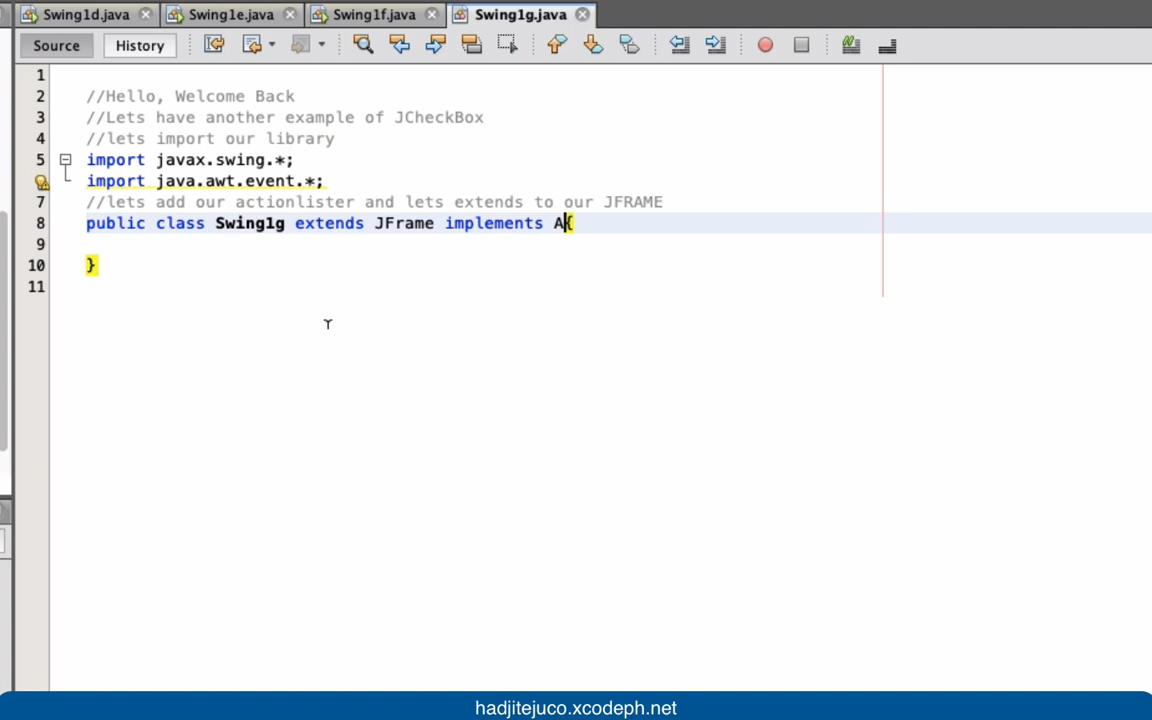 Swing1d.java Swing1e.java Swing1f.java Swing1g.java
Source History
1
2 //Hello, Welcome Back
3 //Lets have another example of JCheckBox
4 //lets import our library
5 import javax.swing.*;
import java.awt.event.*;
7 //lets add our actionlister and lets extends to our JFRAME
8 public class Swing1g extends JFrame implements A{
9
10 }
11
hadjitejuco.xcodeph.net